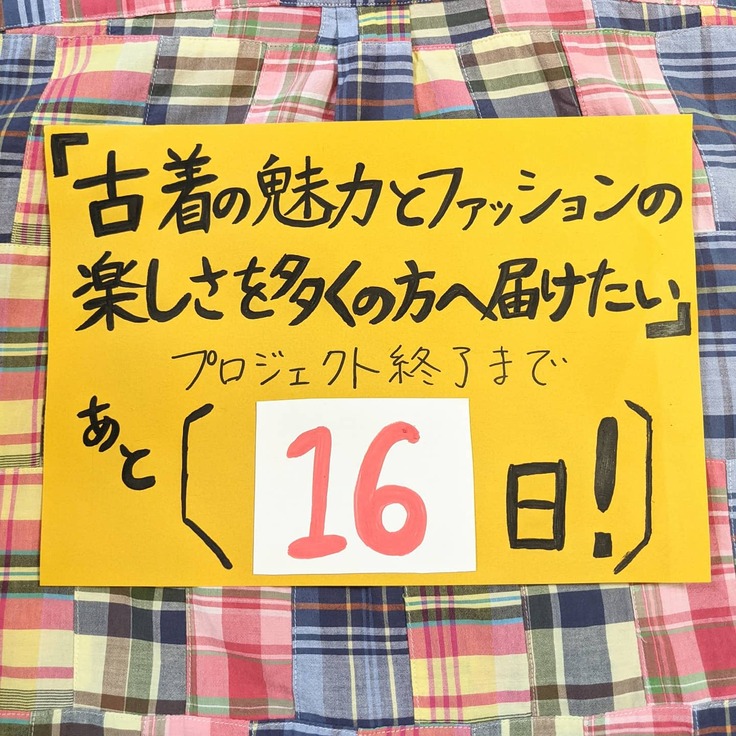 『古着の魅力とファッションの
楽しさを多くの方へ届けたい』
プロジェクト終了まで
あと(16日!)